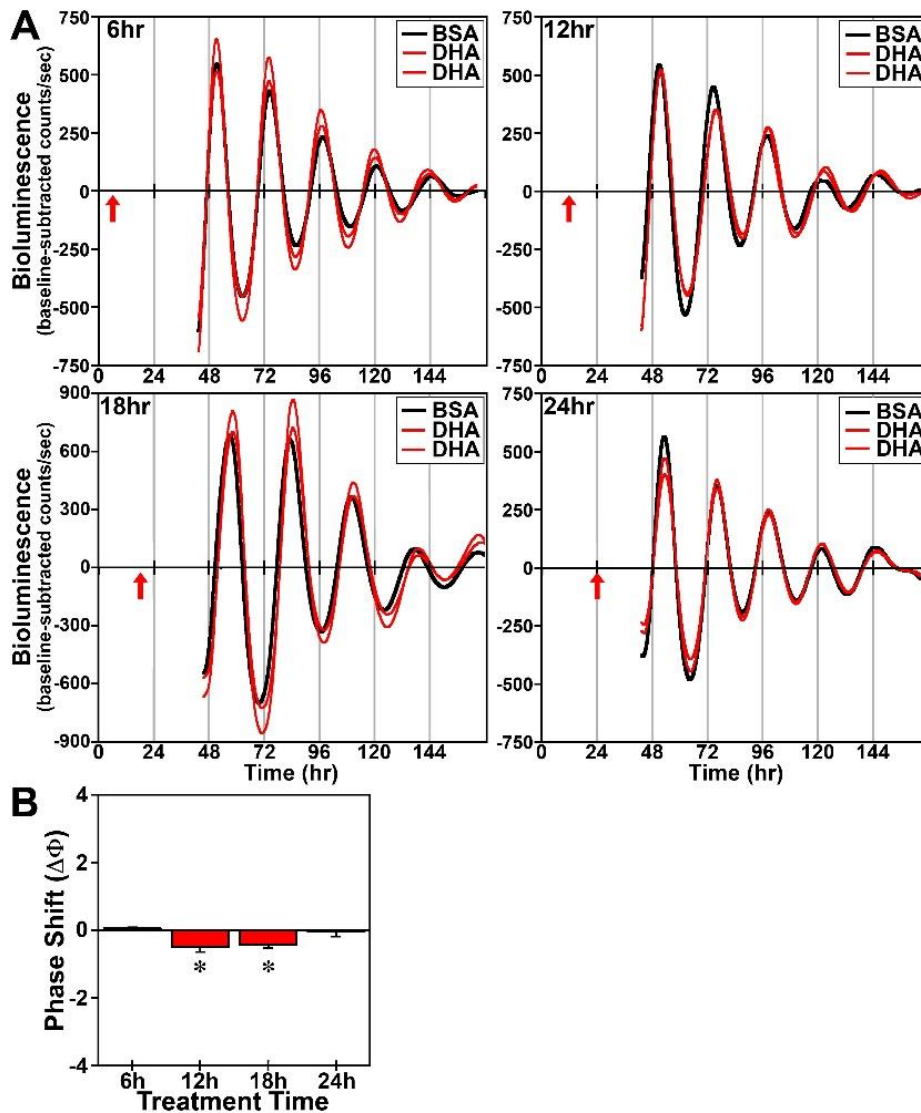 A
6hr
BSA
DHA
DHA
Bioluminescence
(baseline-subtracted counts/sec)
750
500
250
0
-250
-500
-750
0 24 48 72 96 120 144
12hr
BSA
DHA
DHA
750
500
250
0
-250
-500
-750
0 24 48 72 96 120 144
18hr
BSA
DHA
DHA
Bioluminescence
(baseline-subtracted counts/sec)
900
600
300
0
-300
-600
-900
0 24 48 72 96 120 144
Time (hr)
24hr
BSA
DHA
DHA
750
500
250
0
-250
-500
-750
0 24 48 72 96 120 144
Time (hr)
B
Phase Shift (ΔΦ)
4
2
0
-2
-4
* *
6h 12h 18h 24h
Treatment Time